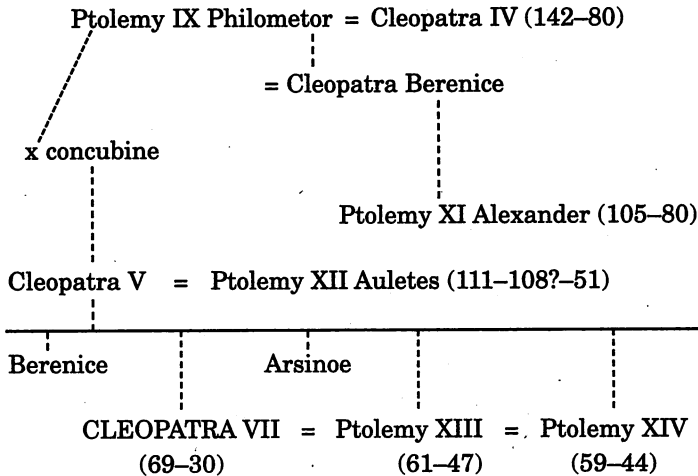 Ptolemy IX Philometor = Cleopatra IV (142–80)
= Cleopatra Berenice
x concubine
Ptolemy XI Alexander (105–80)
Cleopatra V = Ptolemy XII Auletes (111–108?–51)
Berenice Arsinoe
CLEOPATRA VII = Ptolemy XIII = Ptolemy XIV
(69–30) (61–47) (59–44)